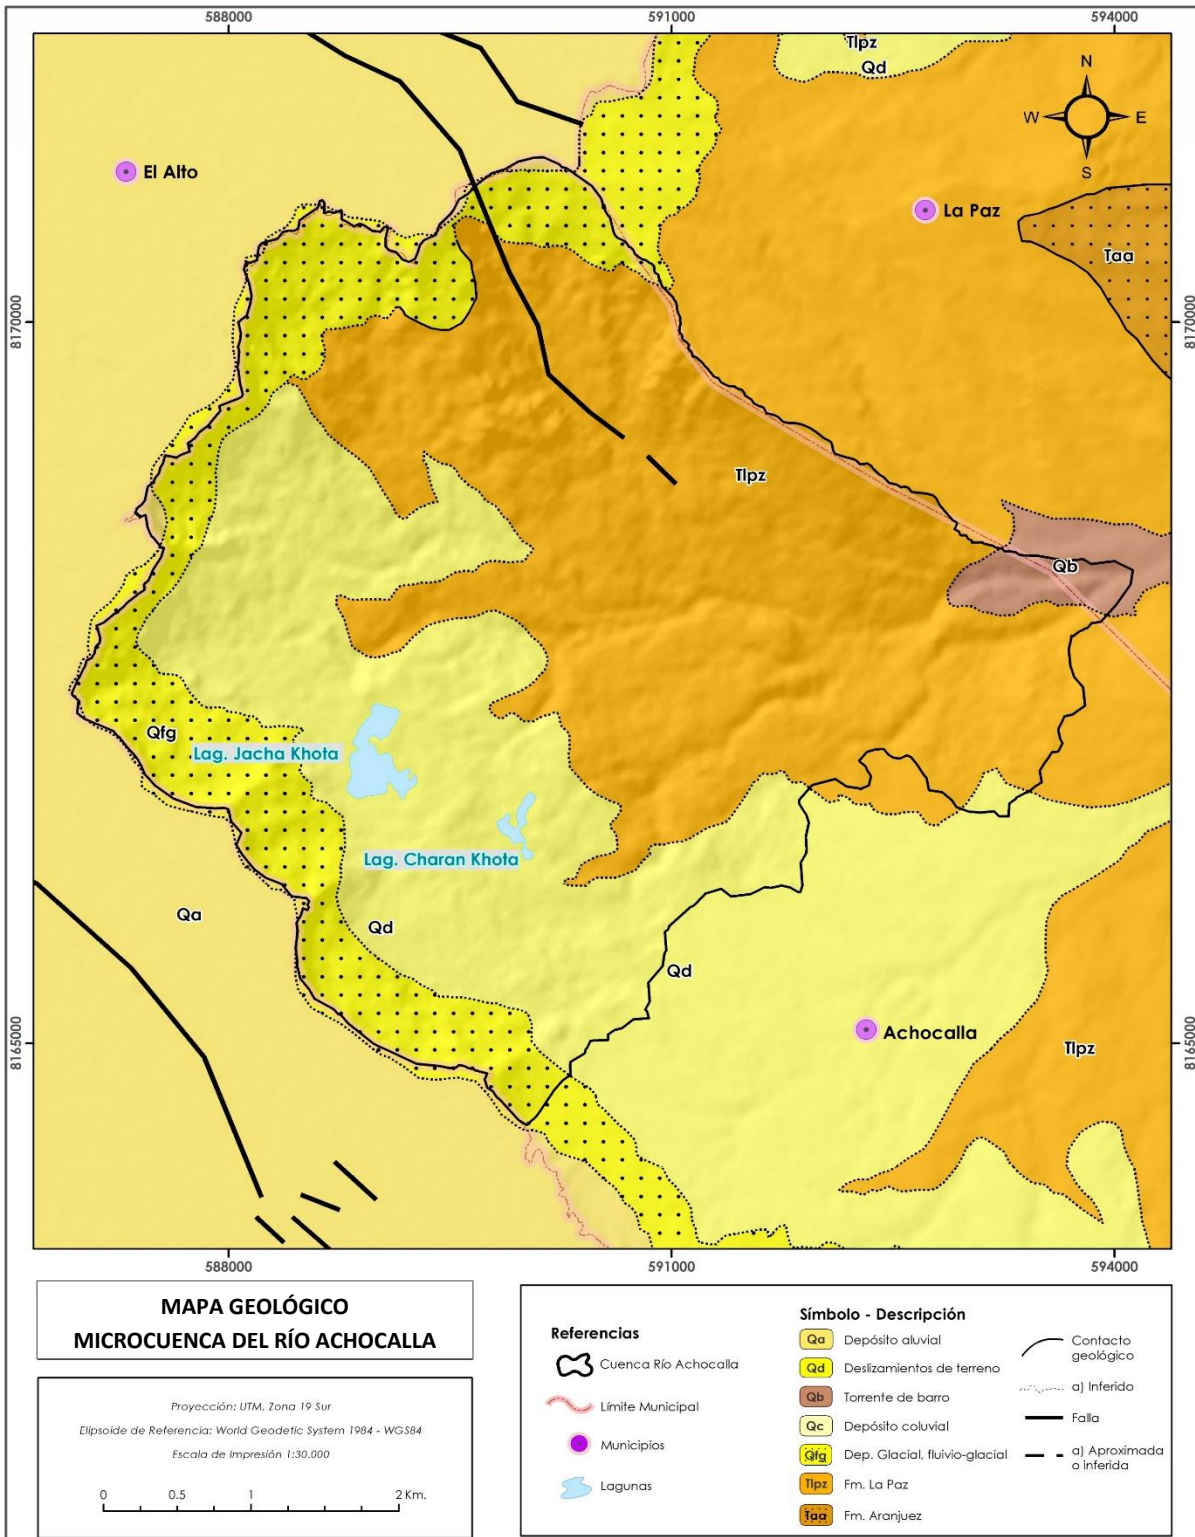 588000
591000
594000
Tlpz
Qd
N
W
E
S
El Alto
La Paz
Taa
8170000
8170000
Tlpz
Qb
Qfg
Lag. Jacha Khota
Lag. Charan Khota
Qa
Qd
Qd
Achocalla
8165000
8165000
Tlpz
588000
591000
594000
MAPA GEOLÓGICO
MICROCUENCA DEL RÍO ACHOCALLA
Proyección: UTM, Zona 19 Sur
Elipsoide de Referencia: World Geodetic System 1984 - WGS84
Escala de Impresión 1:30.000
0 0.5 1 2 Km.
Referencias
Cuenca Río Achocalla
Límite Municipal
Municipios
Lagunas
Símbolo - Descripción
Qa Depósito aluvial
Qd Deslizamientos de terreno
Qb Torrente de barro
Qc Depósito coluvial
Qfg Dep. Glacial, fluivio-glacial
Tlpz Fm. La Paz
Taa Fm. Aranjuez
Contacto
geológico
a) Inferido
Falla
a) Aproximada
o inferida